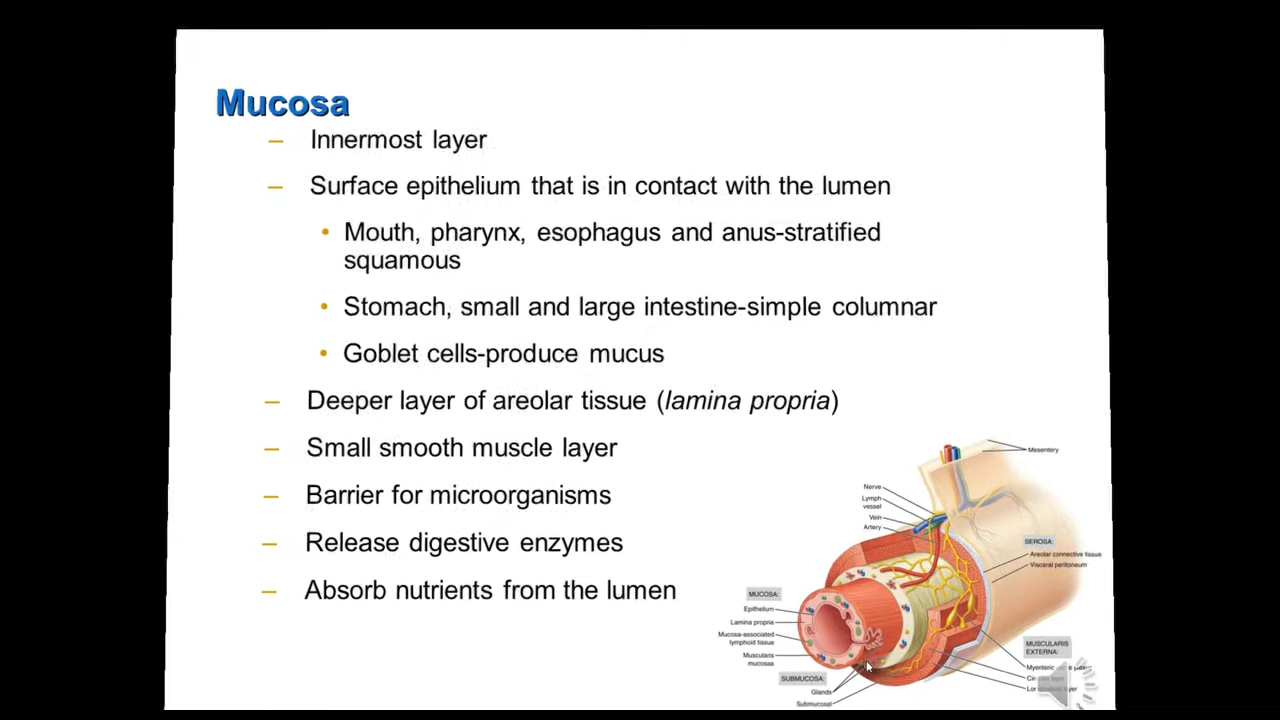 Mucosa
– Innermost layer
– Surface epithelium that is in contact with the lumen
• Mouth, pharynx, esophagus and anus-stratified
squamous
• Stomach, small and large intestine-simple columnar
• Goblet cells-produce mucus
– Deeper layer of areolar tissue (lamina propria)
– Small smooth muscle layer
– Barrier for microorganisms
– Release digestive enzymes
– Absorb nutrients from the lumen
Mesentery
Nerve
Lymph
vessel
Vein
Artery
SEROSA:
Areolar connective tissue
Visceral peritoneum
MUCOSA:
Epithelium
Lamina propria
Mucosa-associated
lymphoid tissue
Muscularis
mucosae
SUBMUCOSA:
Glands
Submucosal
MUSCULARIS
EXTERNA:
Myenteric
layer